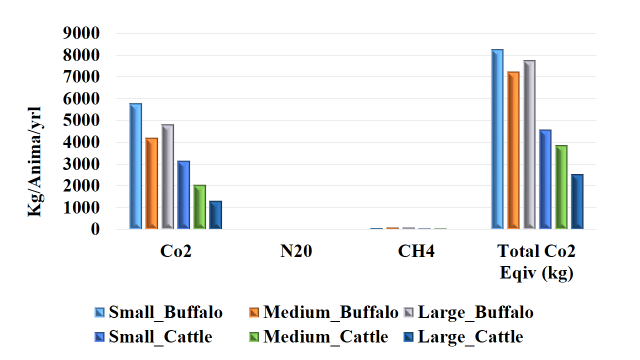 9000
8000
7000
6000
5000
4000
3000
2000
1000
0
Kg/Anima/yrl
Co2 N20 CH4 Total Co2
Eqiv (kg)
Small_Buffalo Medium_Buffalo Large_Buffalo
Small_Cattle Medium_Cattle Large_Cattle